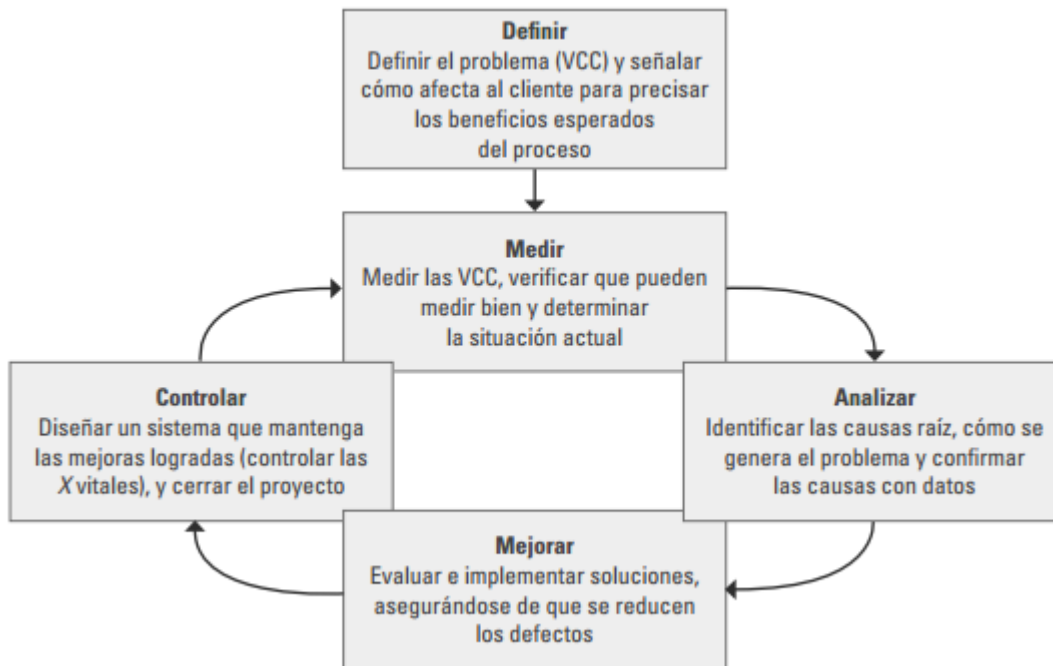 Definir
Definir el problema (VCC) y señalar
cómo afecta al cliente para precisar
los beneficios esperados
del proceso
Medir
Medir las VCC, verificar que pueden
medir bien y determinar
la situación actual
Controlar
Diseñar un sistema que mantenga
las mejoras logradas (controlar las
X vitales), y cerrar el proyecto
Analizar
Identificar las causas raíz, cómo se
genera el problema y confirmar
las causas con datos
Mejorar
Evaluar e implementar soluciones,
asegurándose de que se reducen
los defectos